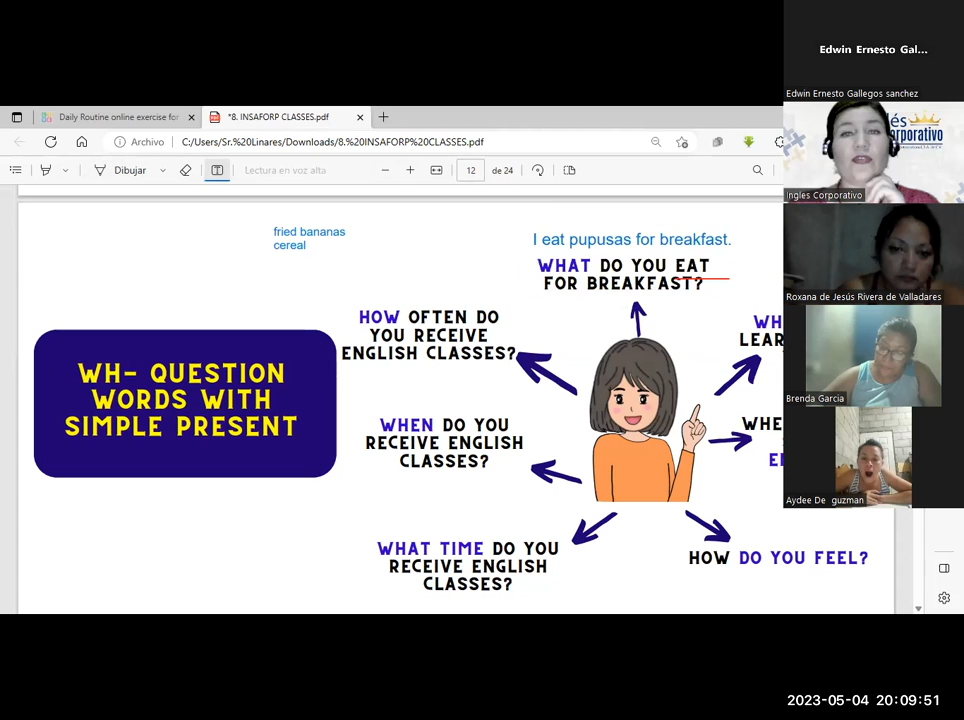 Edwin Ernesto Gal...
Edwin Ernesto Gallegos sanchez
lés
orporativo
Ingles Corporativo
Roxana de Jesús Rivera de Valladares
Brenda Garcia
Aydee De guzman
Daily Routine online exercise for
*8. INSAFORP CLASSES.pdf
Archivo
C:/Users/Sr.%20Linares/Downloads/8.%20INSAFORP%20CLASSES.pdf
Dibujar
Lectura en voz alta
12
de 24
fried bananas
cereal
I eat pupusas for breakfast.
WHAT DO YOU EAT
FOR BREAKFAST?
HOW OFTEN DO
YOU RECEIVE
ENGLISH CLASSES?
WH
LEAR
WH- QUESTION
WORDS WITH
SIMPLE PRESENT
WHEN DO YOU
RECEIVE ENGLISH
CLASSES?
WHE
E
WHAT TIME DO YOU
RECEIVE ENGLISH
CLASSES?
HOW DO YOU FEEL?
2023-05-04 20:09:51